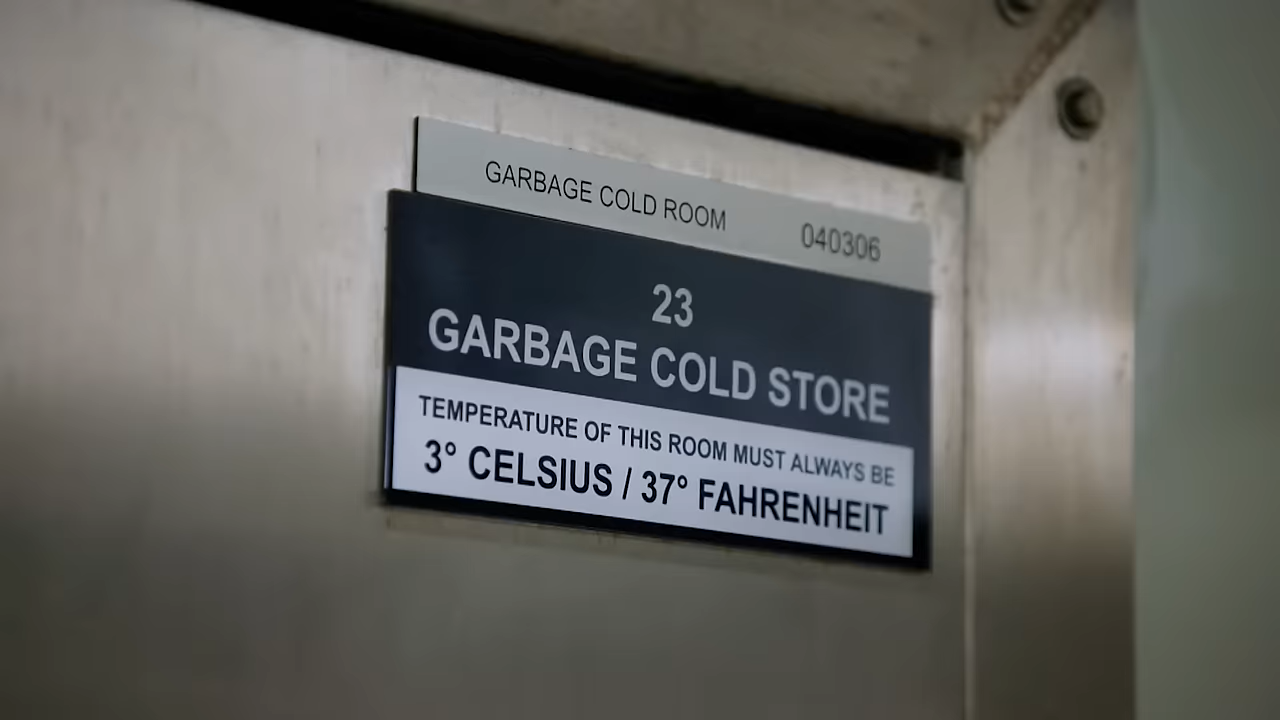 GARBAGE COLD ROOM 040306
23
GARBAGE COLD STORE
TEMPERATURE OF THIS ROOM MUST ALWAYS BE
3° CELSIUS / 37° FAHRENHEIT